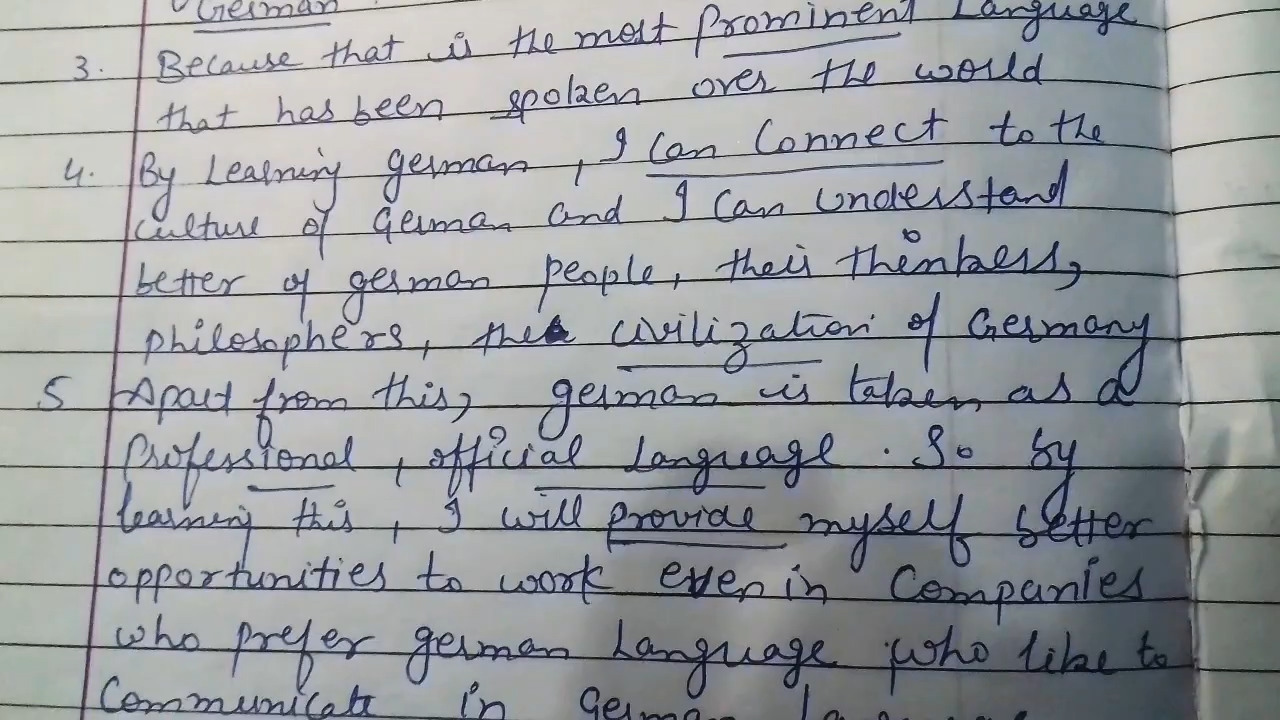 German
3. Because that is the most Prominent Language
that has been spoken over the world
4. By Learning german, I Can Connect to the
Culture of German and I Can Understand
better of german people, their thinkers,
philosophers, the civilization of Germany
5 Apart from this, german is taken as a
Professional, official Language. So by
learning this, I will provide myself better
opportunities to work even in Companies
who prefer german Language who like to
Communicate in German